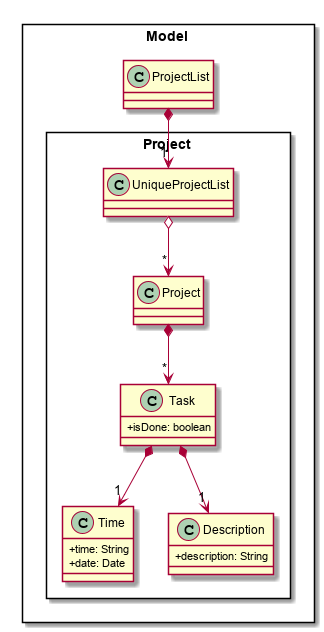 Model
C ProjectList
1
Project
C UniqueProjectList
*
C Project
*
C Task
+isDone: boolean
1
1
C Time
+time: String
+date: Date
C Description
+description: String